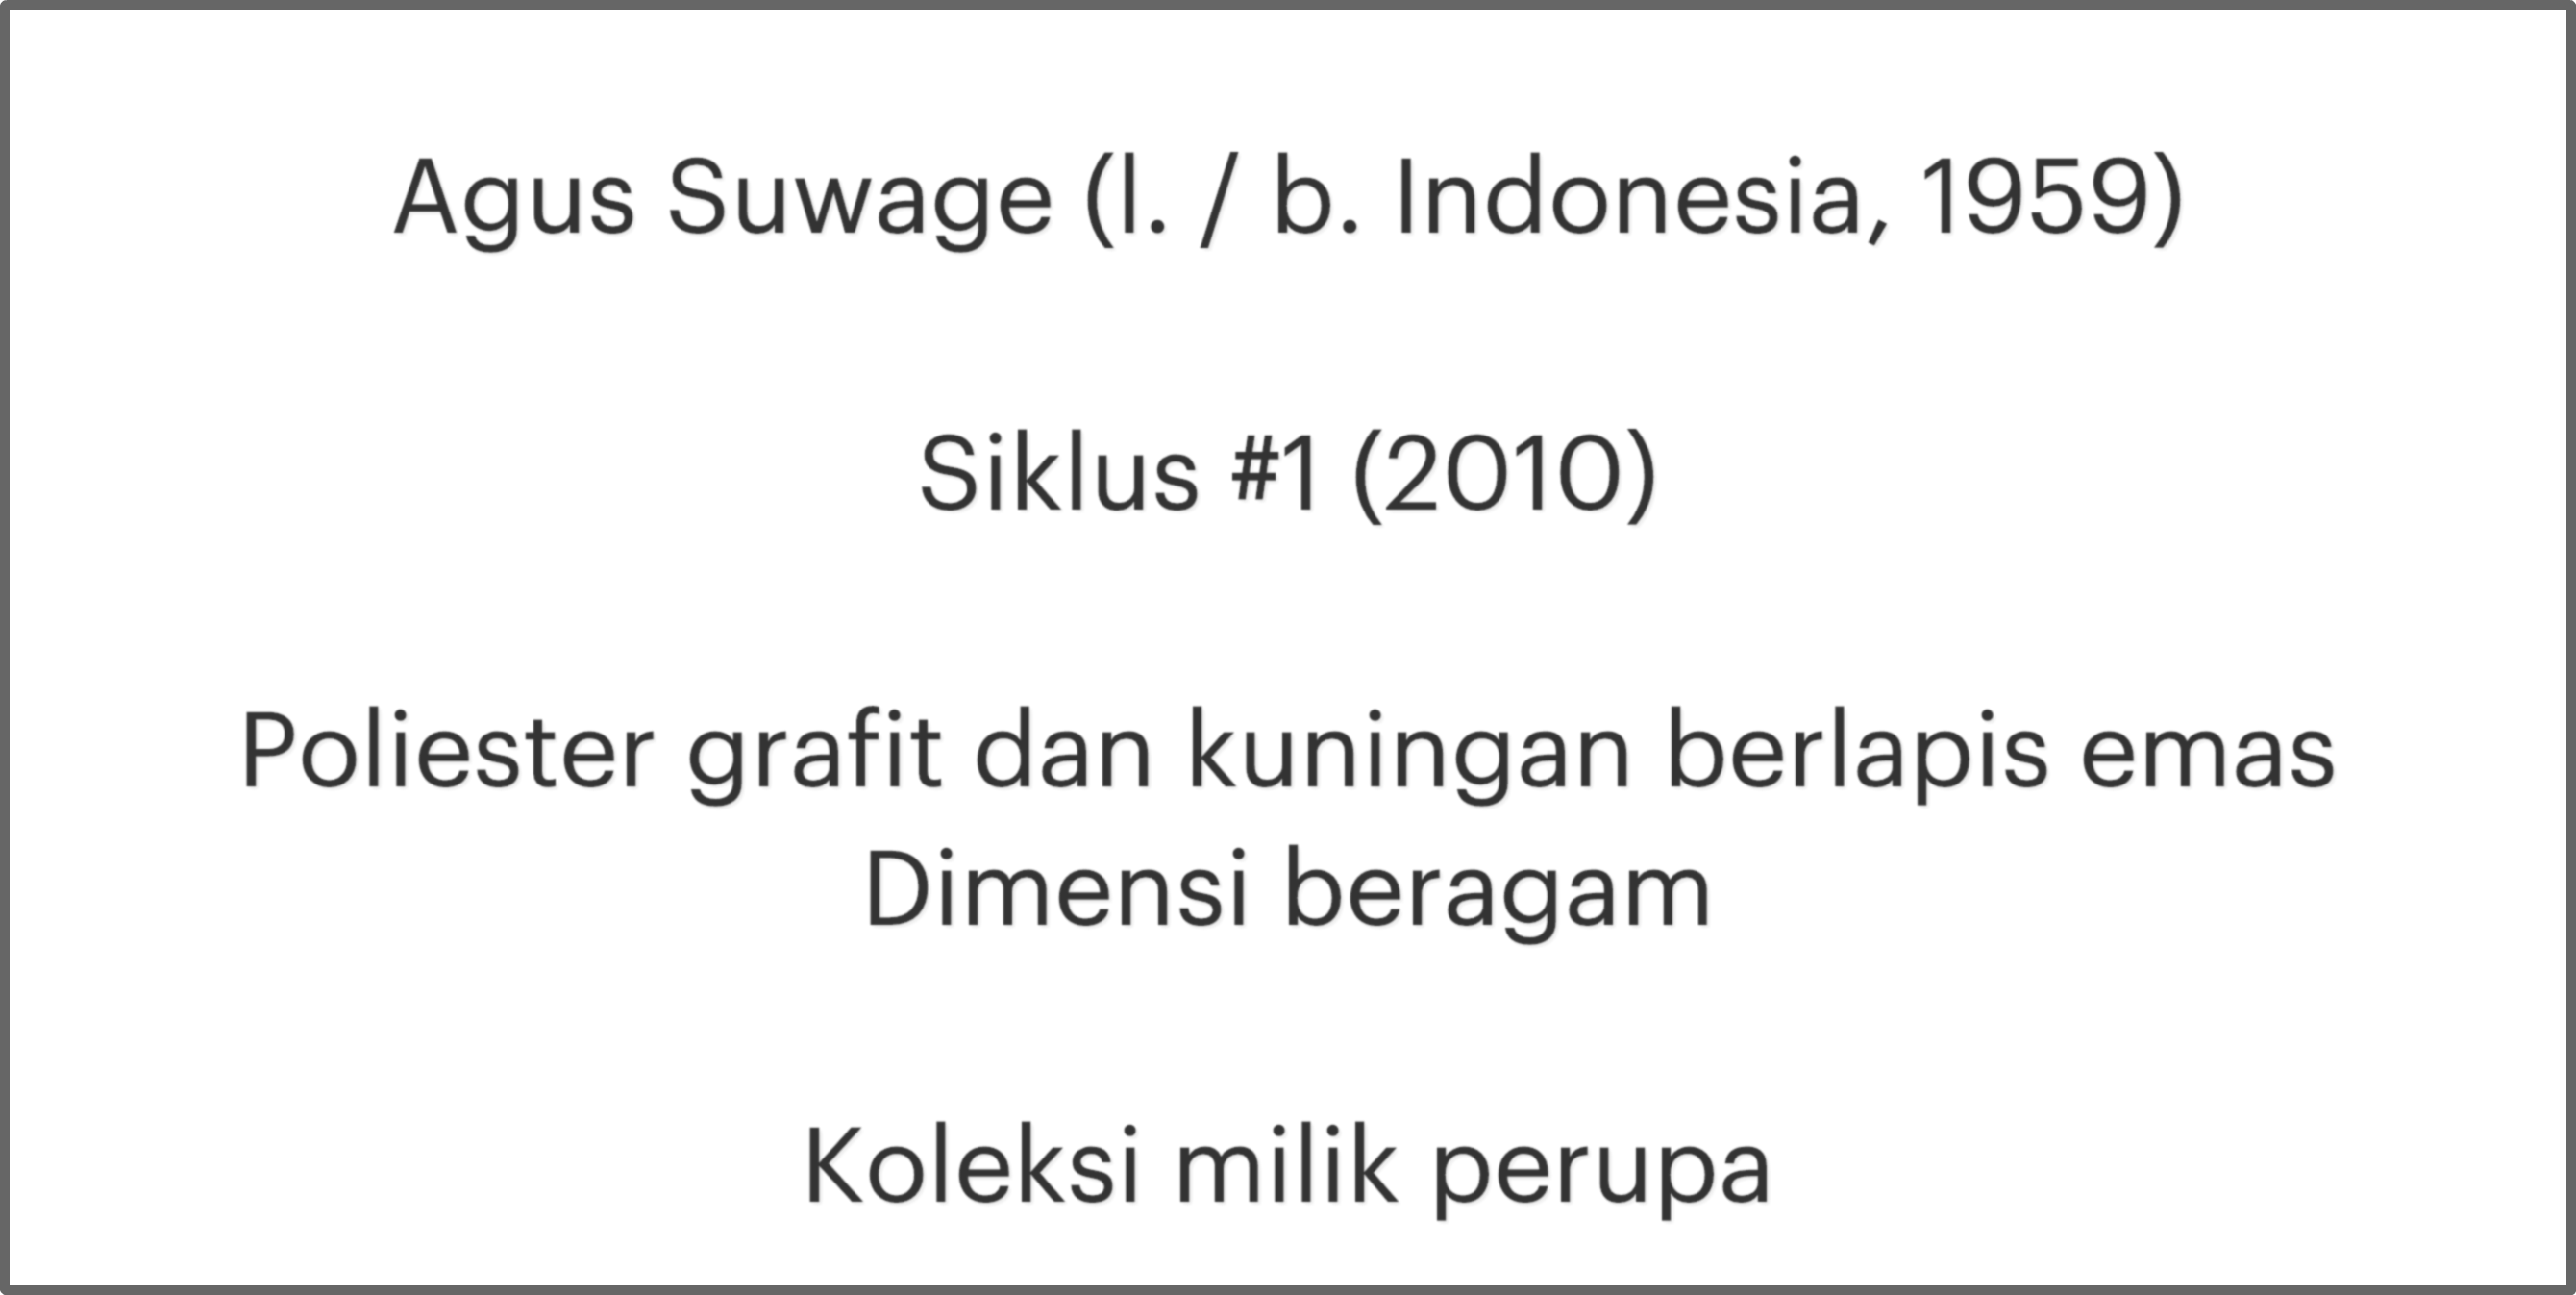 Agus Suwage (l. / b. Indonesia, 1959)
Siklus #1 (2010)
Poliester grafit dan kuningan berlapis emas
Dimensi beragam
Koleksi milik perupa